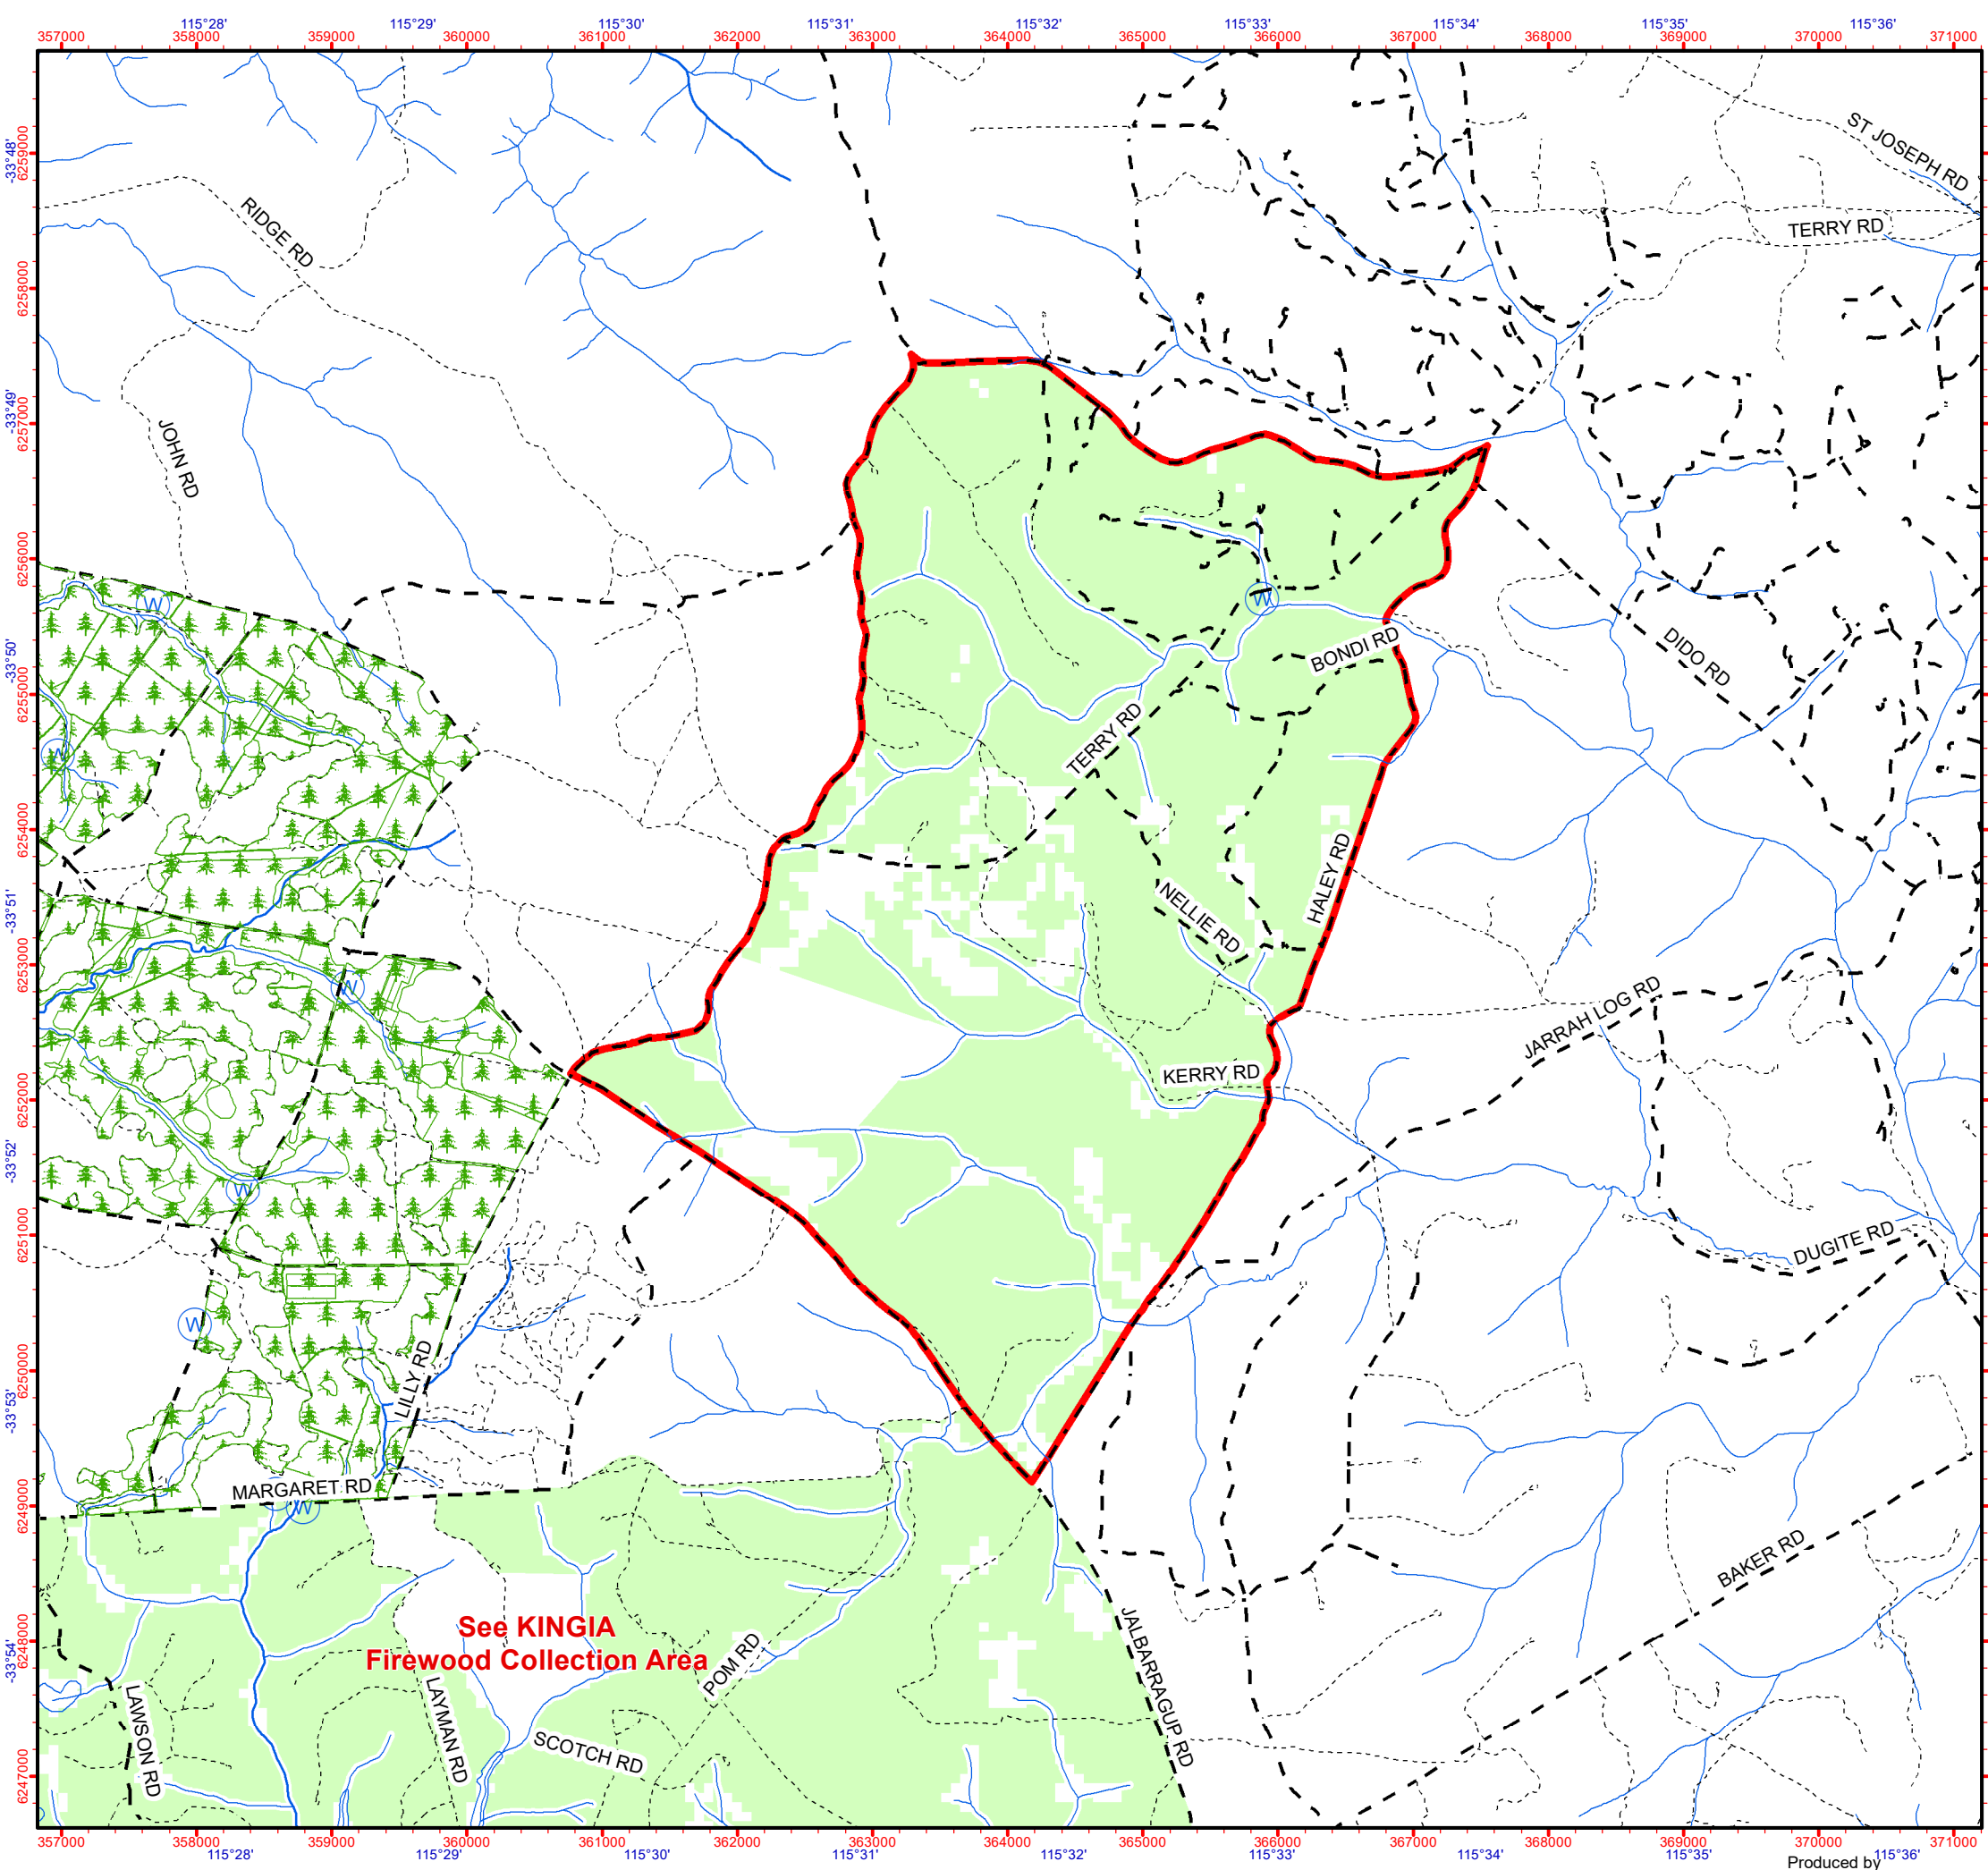 115°28' 115°29' 115°30' 115°31' 115°32' 115°33' 115°34' 115°35' 115°36'
357000 358000 359000 360000 361000 362000 363000 364000 365000 366000 367000 368000 369000 370000 371000
-33°48'
6259000
ST JOSEPH RD
RIDGE RD
TERRY RD
6258000
-33°49'
6257000
JOHN RD
6256000
W
W
-33°50'
BONDI RD
DIDO RD
6255000
TERRY RD
W
6254000
HALEY RD
-33°51'
NELLIE RD
6253000
W
JARRAH LOG RD
KERRY RD
6252000
-33°52'
W
6251000
DUGITE RD
W
6250000
LILLY RD
-33°53'
MARGARET RD
W
6249000
BAKER RD
See KINGIA
Firewood Collection Area
6248000
-33°54'
POM RD
JALBARRAGUP RD
LAWSON RD
LAYMAN RD
SCOTCH RD
6247000
357000 358000 359000 360000 361000 362000 363000 364000 365000 366000 367000 368000 369000 370000 371000
115°28' 115°29' 115°30' 115°31' 115°32' 115°33' 115°34' 115°35' 115°36'
Produced by